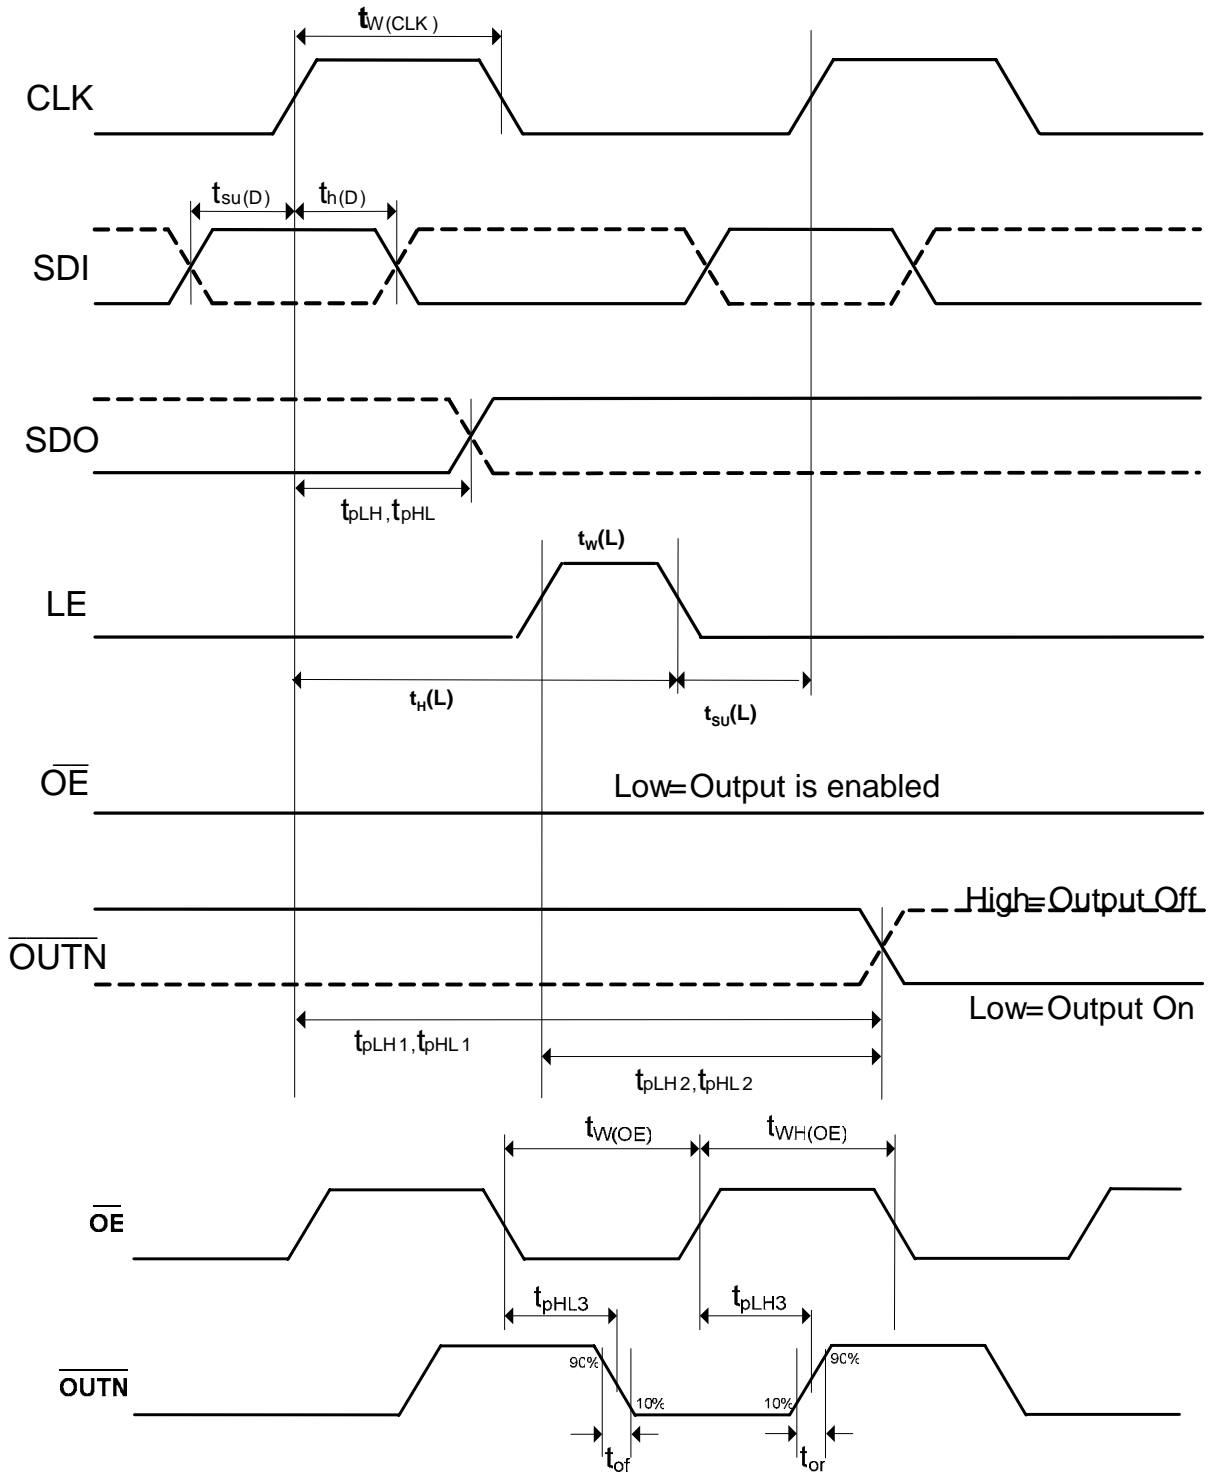 tW(CLK)
CLK
tsu(D)
th(D)
SDI
SDO
tpLH,tpHL
tW(L)
LE
tH(L)
tSU(L)
OE
Low=Output is enabled
High=Output Off
OUTN
Low=Output On
tpLH1,tpHL1
tpLH2,tpHL2
tW(OE)
tWH(OE)
OE
tpHL3
tpLH3
90%
90%
OUTN
10%
10%
tof
tor